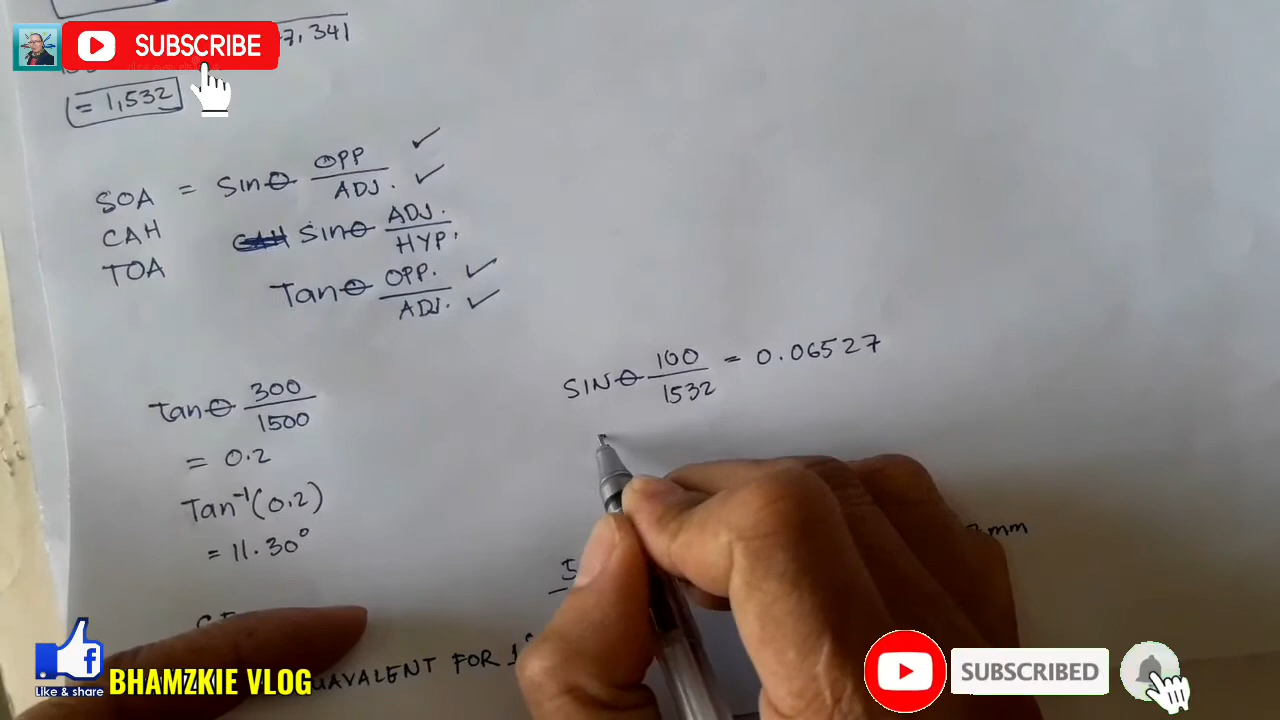 SUBSCRIBE
7,341
= 1,532
SOA = Sinθ OPP / ADJ. ✓ ✓
CAH Sinθ ADJ. / HYP.
TOA Tanθ OPP. / ADJ. ✓ ✓
Tanθ 300 / 1500
= 0.2
Tan⁻¹(0.2)
= 11.30°
SINθ 100 / 1532 = 0.06527
mm
FOR
Like & share
BHAMZKIE VLOG
SUBSCRIBED